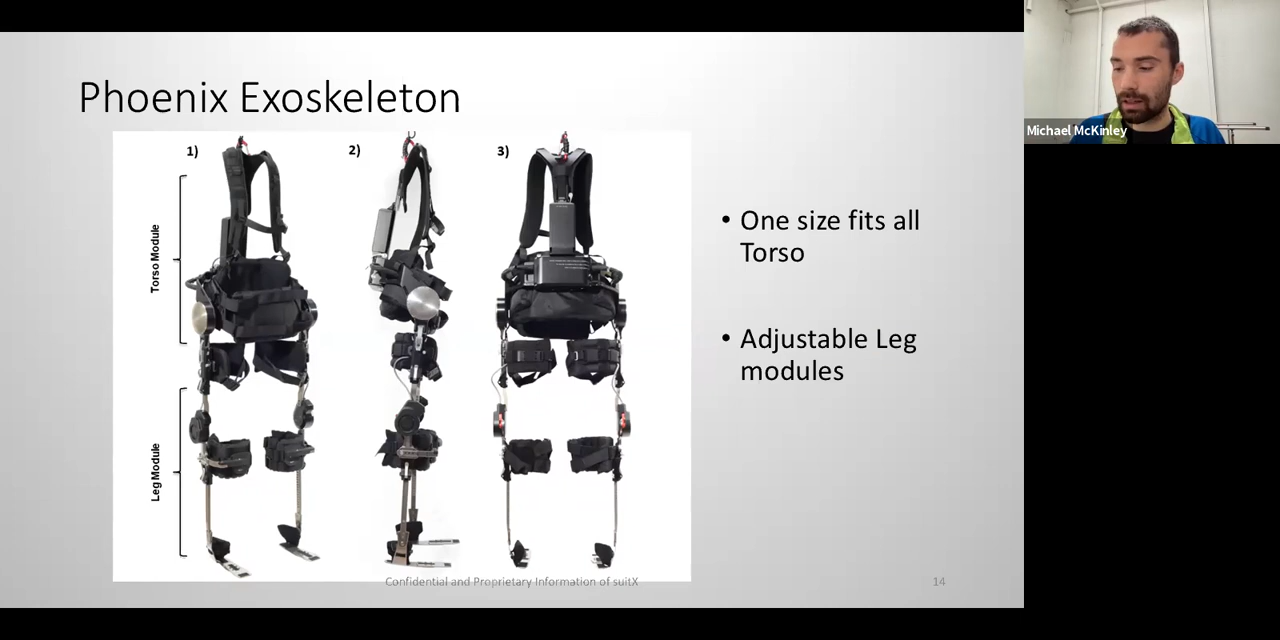 Phoenix Exoskeleton
1)
2)
3)
Torso Module
Leg Module
• One size fits all
Torso
• Adjustable Leg
modules
Confidential and Proprietary Information of suitX
14
Michael McKinley